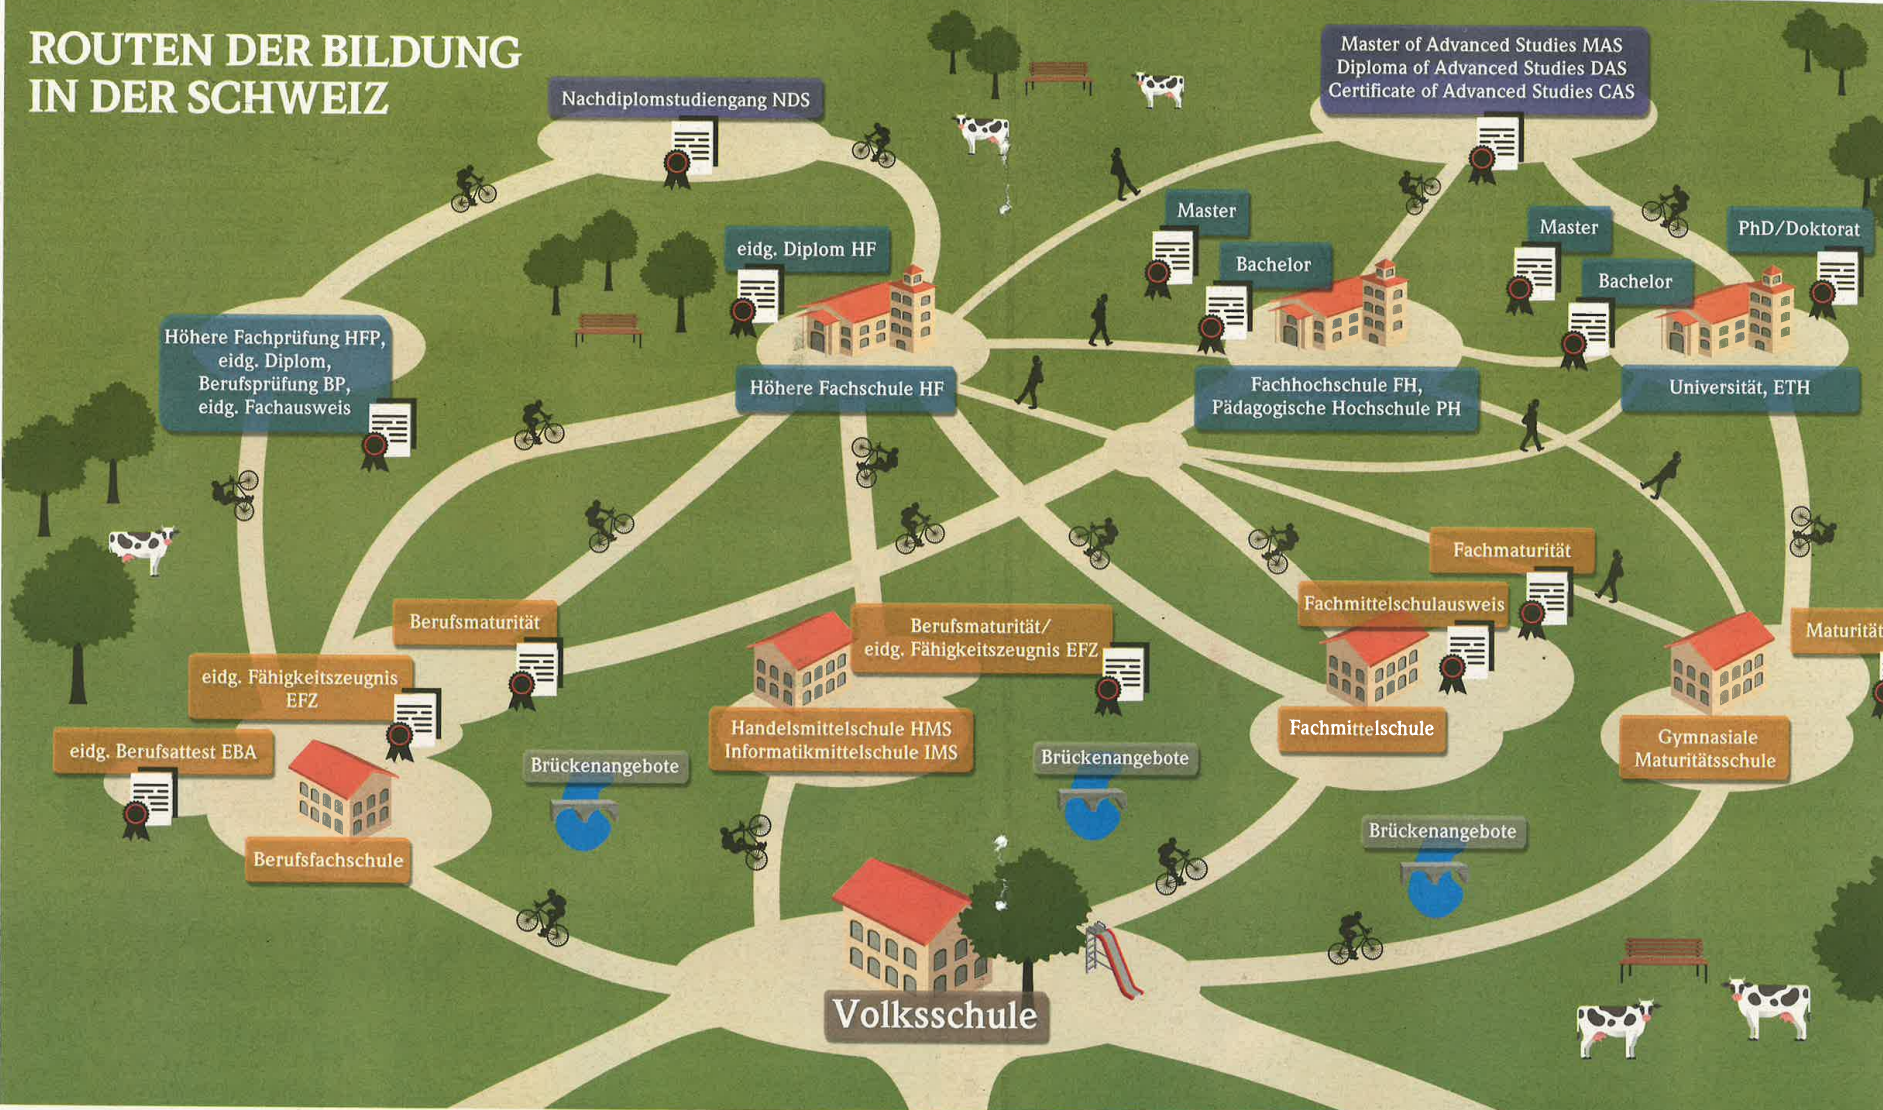 ROUTEN DER BILDUNG
IN DER SCHWEIZ
Nachdiplomstudiengang NDS
Master of Advanced Studies MAS
Diploma of Advanced Studies DAS
Certificate of Advanced Studies CAS
eidg. Diplom HF
Master
Bachelor
Master
Bachelor
PhD/Doktorat
Höhere Fachprüfung HFP,
eidg. Diplom,
Berufsprüfung BP,
eidg. Fachausweis
Höhere Fachschule HF
Fachhochschule FH,
Pädagogische Hochschule PH
Universität, ETH
Berufsmaturität
eidg. Fähigkeitszeugnis
EFZ
eidg. Berufsattest EBA
Berufsfachschule
Berufsmaturität/
eidg. Fähigkeitszeugnis EFZ
Handelsmittelschule HMS
Informatikmittelschule IMS
Fachmaturität
Fachmittelschulausweis
Fachmittelschule
Maturität
Gymnasiale
Maturitätsschule
Brückenangebote
Brückenangebote
Brückenangebote
Volksschule